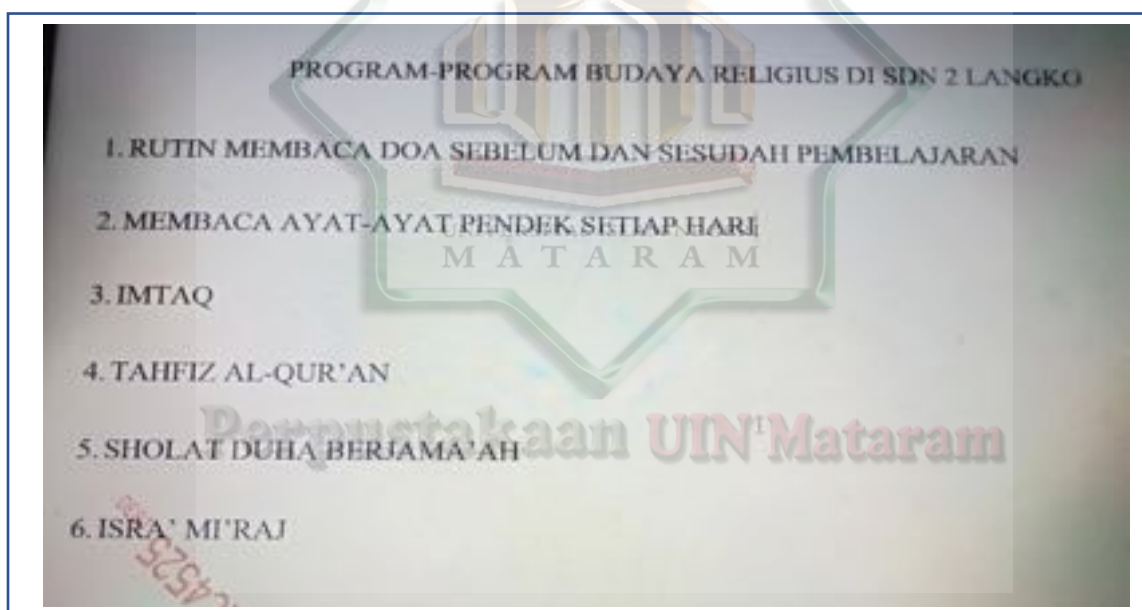 PROGRAM-PROGRAM BUDAYA RELIGIUS DI SDN 2 LANGKO
1. RUTIN MEMBACA DOA SEBELUM DAN SESUDAH PEMBELAJARAN
2. MEMBACA AYAT-AYAT PENDEK SETIAP HARI
MATARAM
3. IMTAQ
4. TAHFIZ AL-QUR'AN
Perpustakaan UIN Mataram
5. SHOLAT DUHA BERJAMA'AH
6. ISRA' MI'RAJ